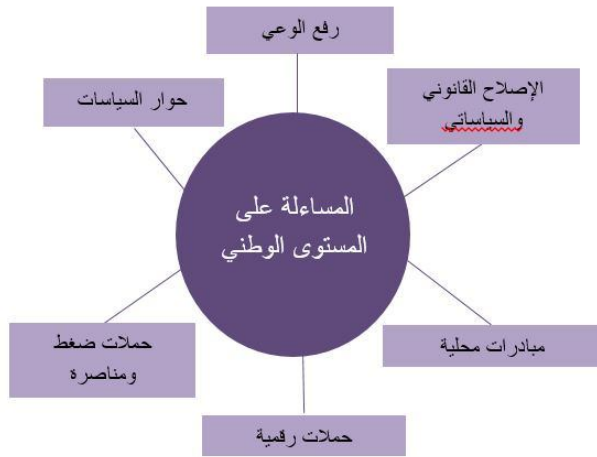 رفع الوعي
الإصلاح القانوني
والسياساتي
حوار السياسات
المساءلة على
المستوى الوطني
مبادرات محلية
حملات ضغط
ومناصرة
حملات رقمية